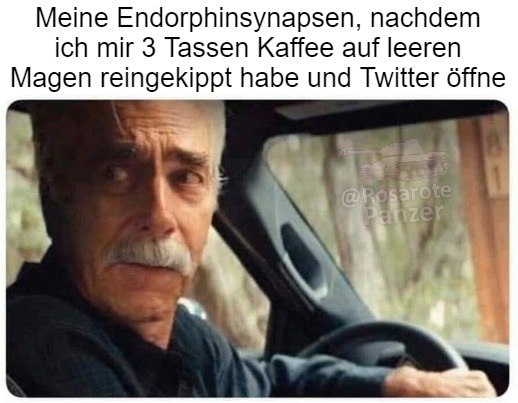 Meine Endorphinsynapsen, nachdem
ich mir 3 Tassen Kaffee auf leeren
Magen reingekippt habe und Twitter öffne
@Rosarote
Panzer